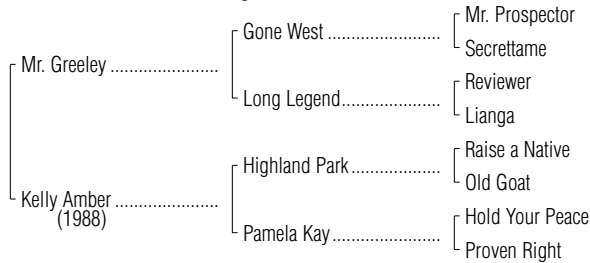 Mr. Prospector
Gone West ....................
Secrettame
Mr. Greeley ...................
Reviewer
Long Legend..................
Lianga
Raise a Native
Highland Park................
Old Goat
Kelly Amber ..................
(1988)
Hold Your Peace
Pamela Kay...................
Proven Right